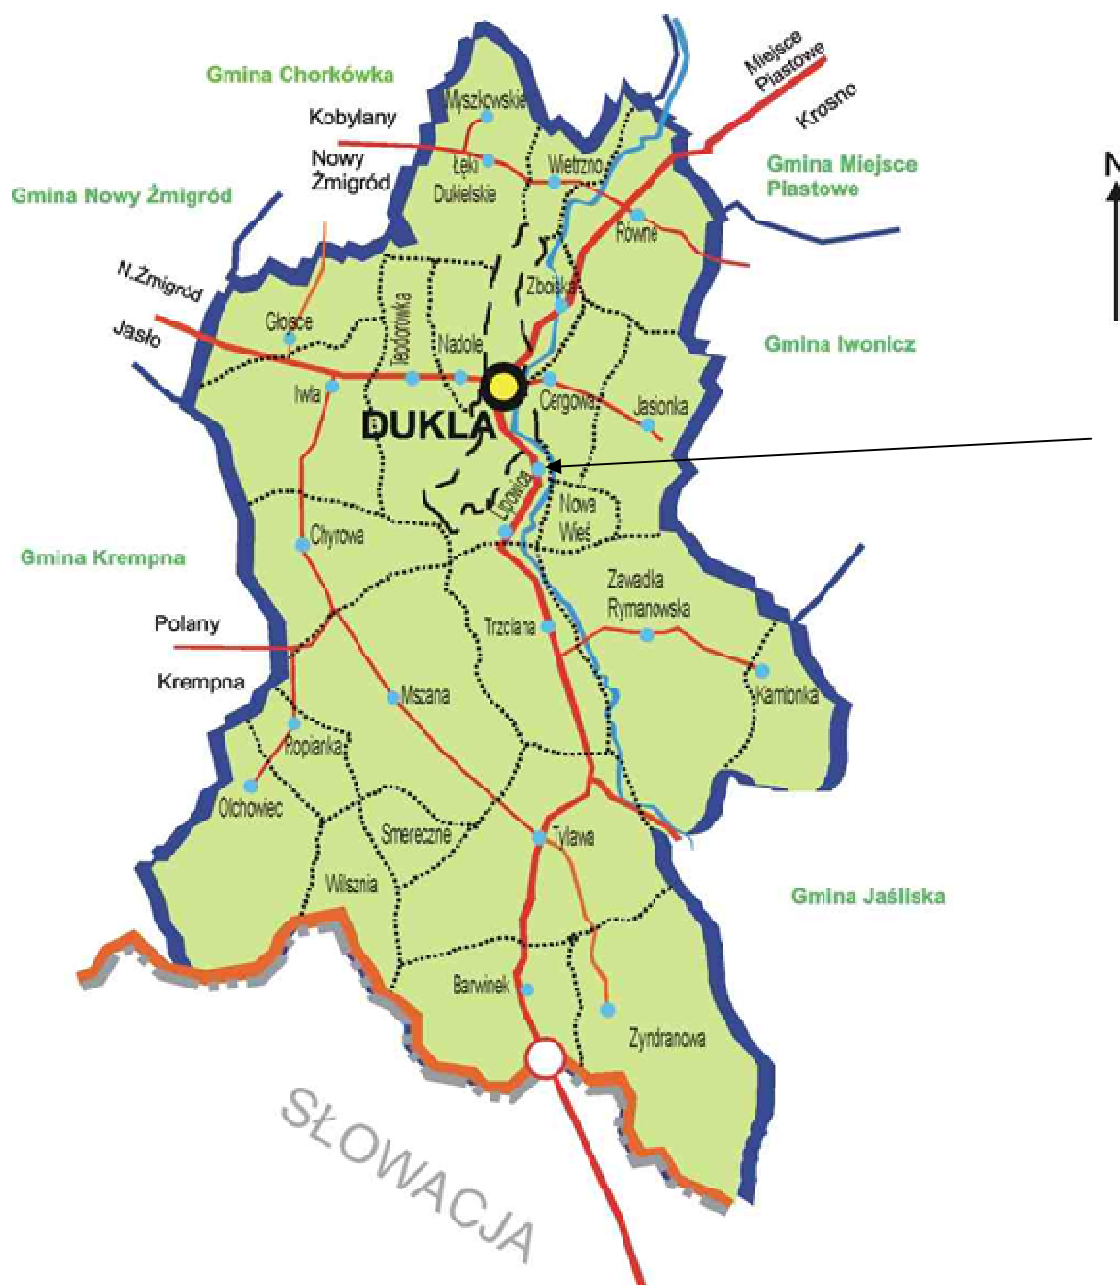 Miejsce
Piastowe
Krosno
Gmina Chorkówka
Myszkowskie
Kobylany
Nowy
Żmigród
Łęki
Dukielskie
Wietrzno
Gmina Miejsce
Piastowe
N
Gmina Nowy Żmigród
Równe
N.Żmigród
Zboiska
Jasło
Głojsce
Teodorówka
Nadole
Gmina Iwonicz
Iwla
Cergowa
Jasionka
DUKLA
Lipowica
Nowa
Wieś
Chyrowa
Gmina Krempna
Zawadka
Rymanowska
Polany
Trzciana
Krempna
Mszana
Kamionka
Ropianka
Olchowiec
Smereczne
Tylawa
Wilsznia
Gmina Jaśliska
Barwinek
Zyndranowa
SŁOWACJA